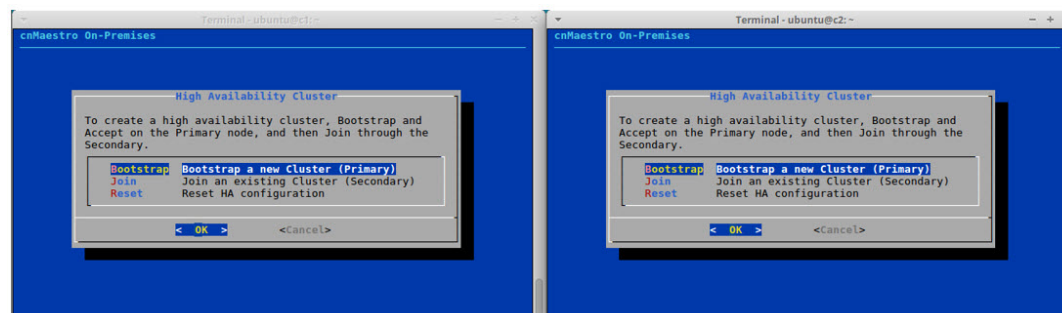 Terminal - ubuntu@c1: ~
cnMaestro On-Premises
High Availability Cluster
To create a high availability cluster, Bootstrap and
Accept on the Primary node, and then Join through the
Secondary.
Bootstrap Bootstrap a new Cluster (Primary)
Join Join an existing Cluster (Secondary)
Reset Reset HA configuration
< OK > <Cancel>
Terminal - ubuntu@c2: ~
cnMaestro On-Premises
High Availability Cluster
To create a high availability cluster, Bootstrap and
Accept on the Primary node, and then Join through the
Secondary.
Bootstrap Bootstrap a new Cluster (Primary)
Join Join an existing Cluster (Secondary)
Reset Reset HA configuration
< OK > <Cancel>